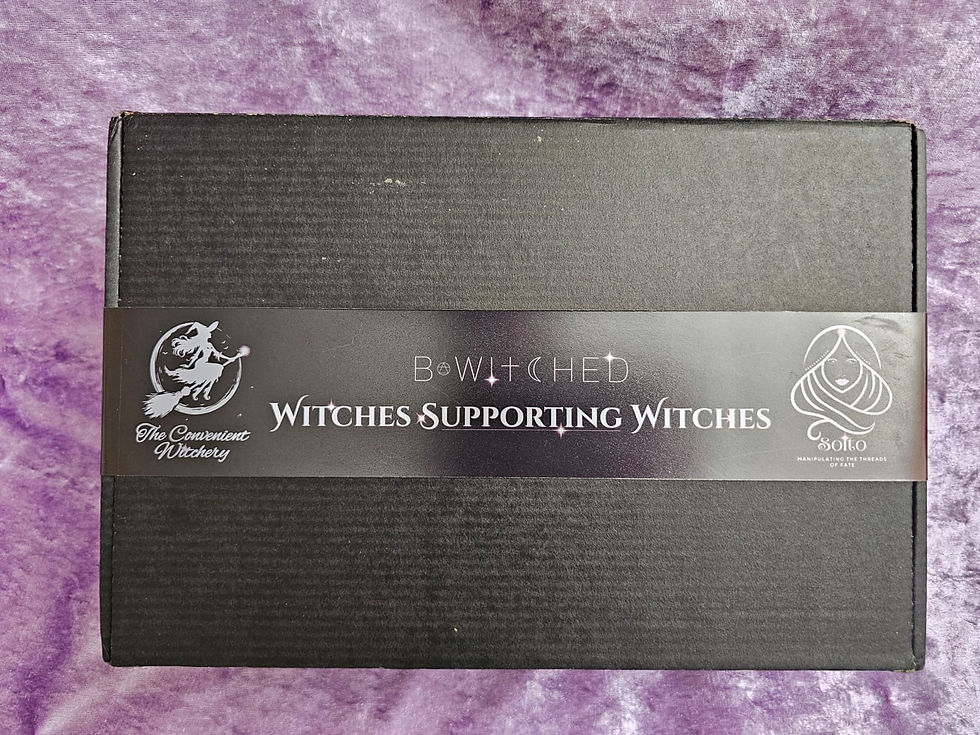 The Convenient
Witchery
B WITCHED
WITCHES SUPPORTING WITCHES
Solto
MANIPULATING THE THREADS
OF FATE